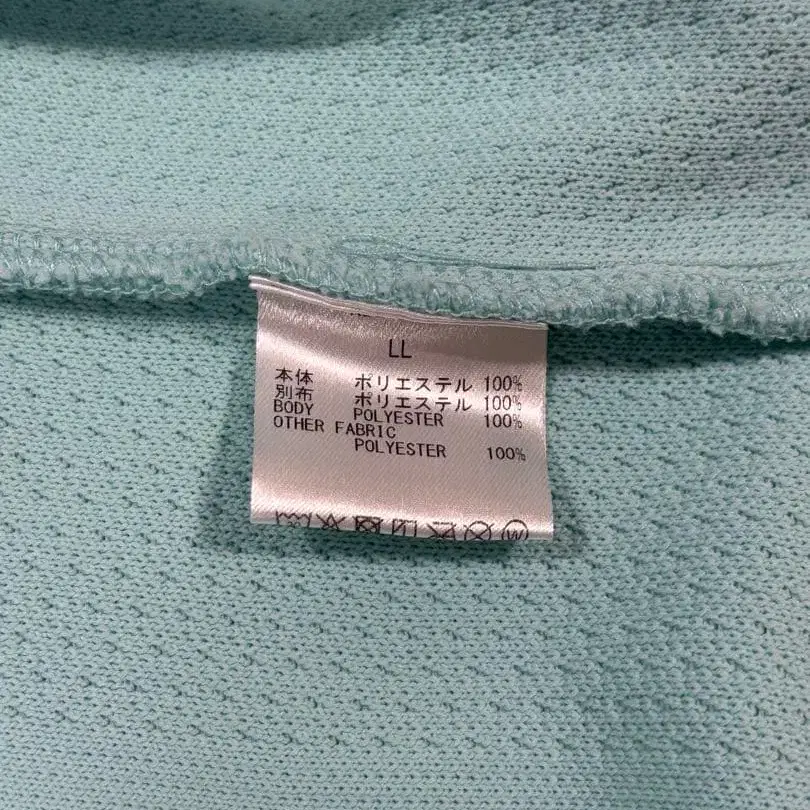 LL
本体 ポリエステル 100%
別布 ポリエステル 100%
BODY POLYESTER 100%
OTHER FABRIC
POLYESTER 100%
W